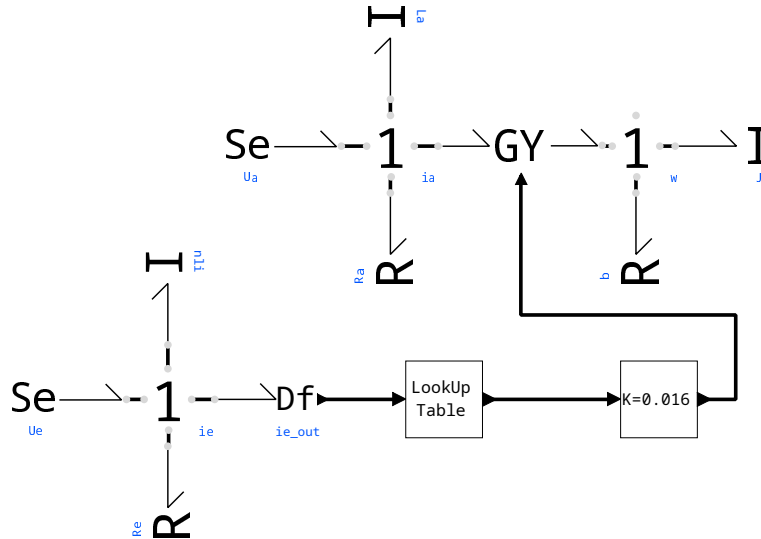 I
La
Se
1
GY
1
I
Ua
ia
w
J
Ra
R
b
R
I
nli
Se
1
Df
LookUp
Table
K=0.016
Ue
ie
ie_out
Re
R